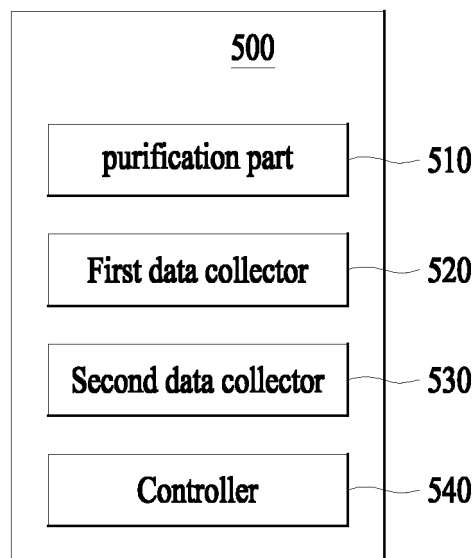 500
purification part
510
First data collector
520
Second data collector
530
Controller
540